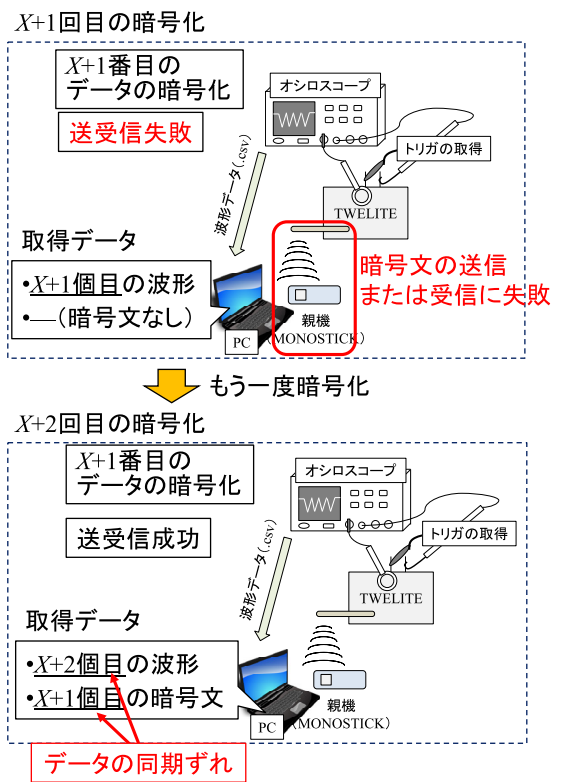 X+1回目の暗号化
X+1番目の
データの暗号化
送受信失敗
オシロスコープ
トリガの取得
波形データ(.csv)
TWELITE
取得データ
•X+1個目の波形
•―(暗号文なし)
暗号文の送信
または受信に失敗
PC
親機
(MONOSTICK)
もう一度暗号化
X+2回目の暗号化
X+1番目の
データの暗号化
送受信成功
オシロスコープ
トリガの取得
波形データ(.csv)
TWELITE
取得データ
•X+2個目の波形
•X+1個目の暗号文
PC
親機
(MONOSTICK)
データの同期ずれ